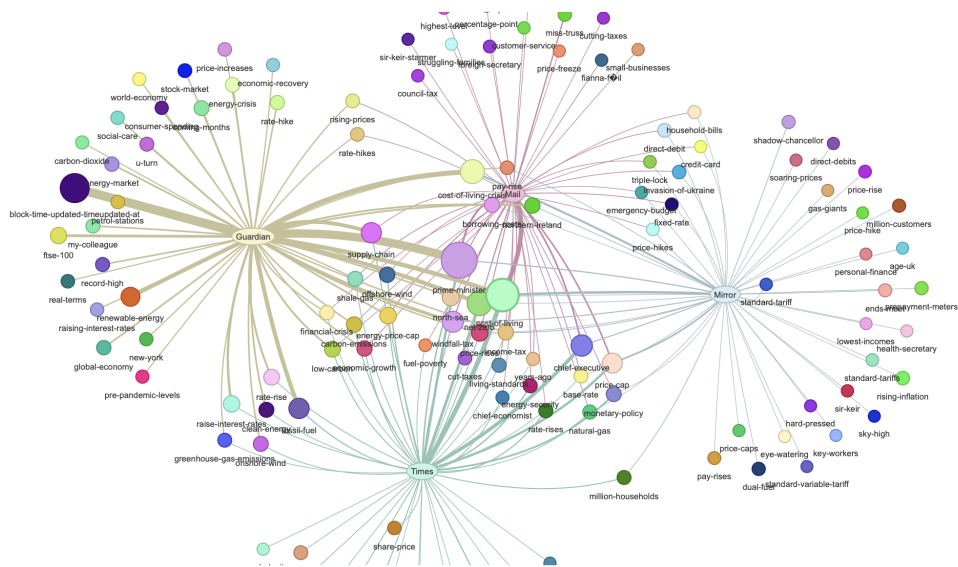 highest-level
percentage-point
miss-truss
cutting-taxes
sir-keir-starmer
customer-service
struggling-families
foreign-secretary
price-freeze
small-businesses
fianna-f�il
council-tax
price-increases
stock-market
economic-recovery
world-economy
energy-crisis
consumer-spending
coming-months
rate-hike
rising-prices
social-care
household-bills
shadow-chancellor
direct-debit
rate-hikes
carbon-dioxide
u-turn
credit-card
direct-debits
soaring-prices
triple-lock
energy-market
pay-rise
invasion-of-ukraine
price-rise
cost-of-living-crisis
Mail
block-time-updated-timeupdated-at
petrol-stations
emergency-budget
gas-giants
million-customers
fixed-rate
northern-ireland
price-hike
Guardian
my-colleague
price-hikes
supply-chain
ftse-100
personal-finance
age-uk
record-high
prime-minister
Mirror
shale-gas
offshore-wind
standard-tariff
real-terms
prepayment-meters
ends-meet
renewable-energy
north-sea
cost-of-living
raising-interest-rates
financial-crisis
net-zero
energy-price-cap
carbon-emissions
windfall-tax
lowest-incomes
health-secretary
new-york
price-rises
income-tax
fuel-poverty
global-economy
low-carbon
economic-growth
chief-executive
cut-taxes
years-ago
living-standards
standard-tariffs
price-cap
pre-pandemic-levels
base-rate
rising-inflation
rate-rise
energy-security
monetary-policy
chief-economist
sir-keir
raise-interest-rates
clean-energy
fossil-fuel
rate-rises
natural-gas
hard-pressed
sky-high
price-caps
key-workers
eye-watering
greenhouse-gas-emissions
onshore-wind
Times
pay-rises
dual-fuel
standard-variable-tariff
million-households
share-price